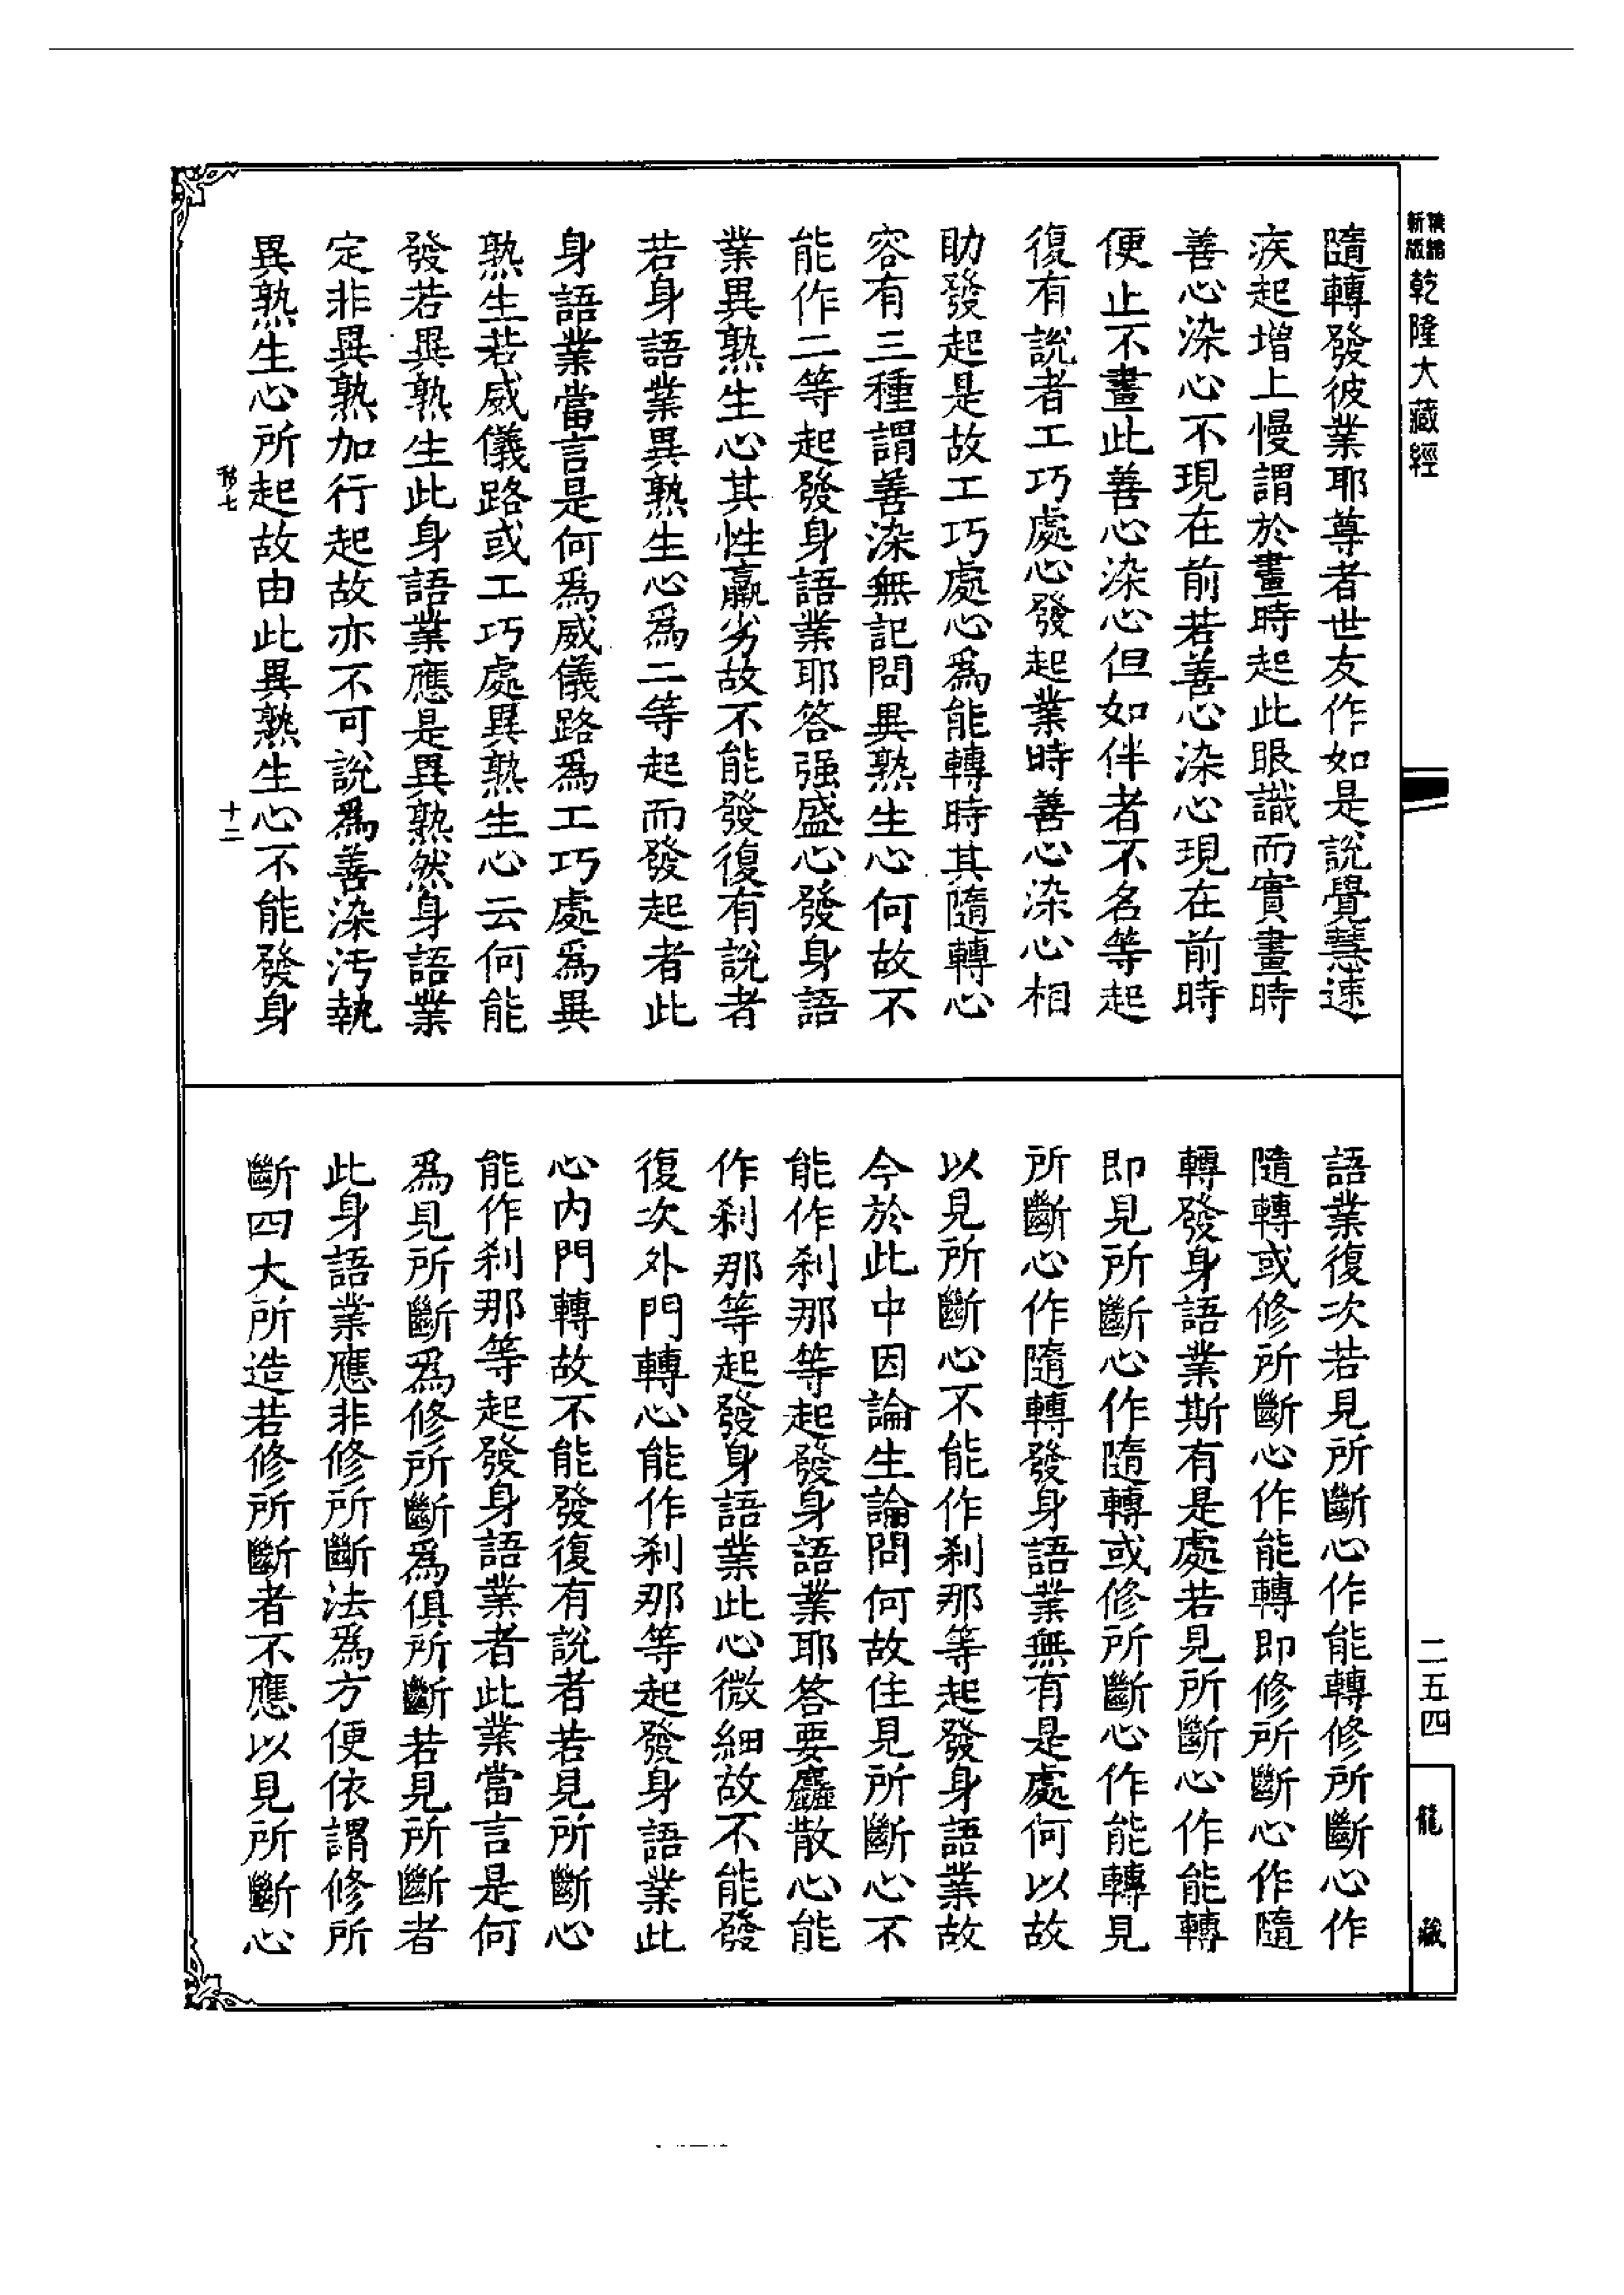 精縮新版乾隆大藏經
二五四
龍藏
隨轉發彼業耶尊者世友作如是說覺慧速
疾起增上慢謂於畫時起此眼識而實畫時
善心染心不現在前若善心染心現在前時
便止不畫此善心染心但如伴者不名等起
復有說者工巧處心發起業時善心染心相
助發起是故工巧處心爲能轉時其隨轉心
容有三種謂善染無記問異熟生心何故不
能作二等起發身語業耶答强盛心發身語
業異熟生心其性羸劣故不能發復有說者
若身語業異熟生心爲二等起而發起者此
身語業當言是何爲威儀路爲工巧處爲異
熟生若威儀路或工巧處異熟生心云何能
發若異熟生此身語業應是異熟然身語業
定非異熟加行起故亦不可說爲善染汚執
異熟生心所起故由此異熟生心不能發身
十二
語業復次若見所斷心作能轉修所斷心作
隨轉或修所斷心作能轉即修所斷心作隨
轉發身語業斯有是處若見所斷心作能轉
即見所斷心作隨轉或修所斷心作能轉見
所斷心作隨轉發身語業無有是處何以故
以見所斷心不能作刹那等起發身語業故
今於此中因論生論問何故住見所斷心不
能作刹那等起發身語業耶答要麤散心能
作刹那等起發身語業此心微細故不能發
復次外門轉心能作刹那等起發身語業此
心內門轉故不能發復有說者若見所斷心
能作刹那等起發身語業者此業當言是何
爲見所斷爲修所斷爲俱所斷若見所斷者
此身語業應非修所斷法爲方便依謂修所
斷四大所造若修所斷者不應以見所斷心